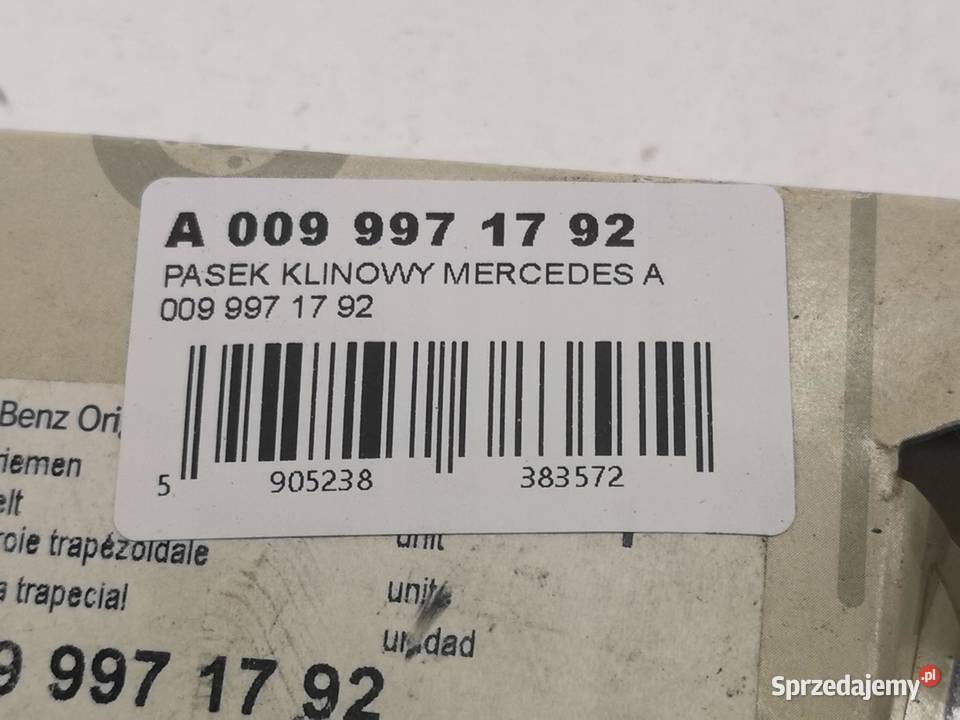 A 009 997 17 92
PASEK KLINOWY MERCEDES A
009 997 17 92
5 905238 383572
Benz Ori
riemen
elt
roie trapézoïdale
unit
a trapecial
unité
unidad
9 997 17 92
Sprzedajemy.pl